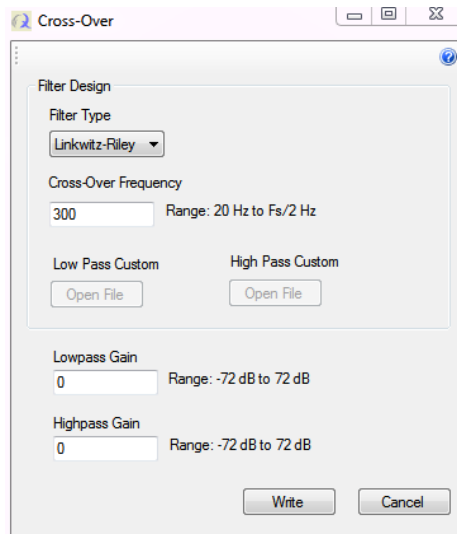 Cross-Over
Filter Design
Filter Type
Linkwitz-Riley
Cross-Over Frequency
300 Range: 20 Hz to Fs/2 Hz
Low Pass Custom High Pass Custom
Open File Open File
Lowpass Gain
0 Range: -72 dB to 72 dB
Highpass Gain
0 Range: -72 dB to 72 dB
Write Cancel